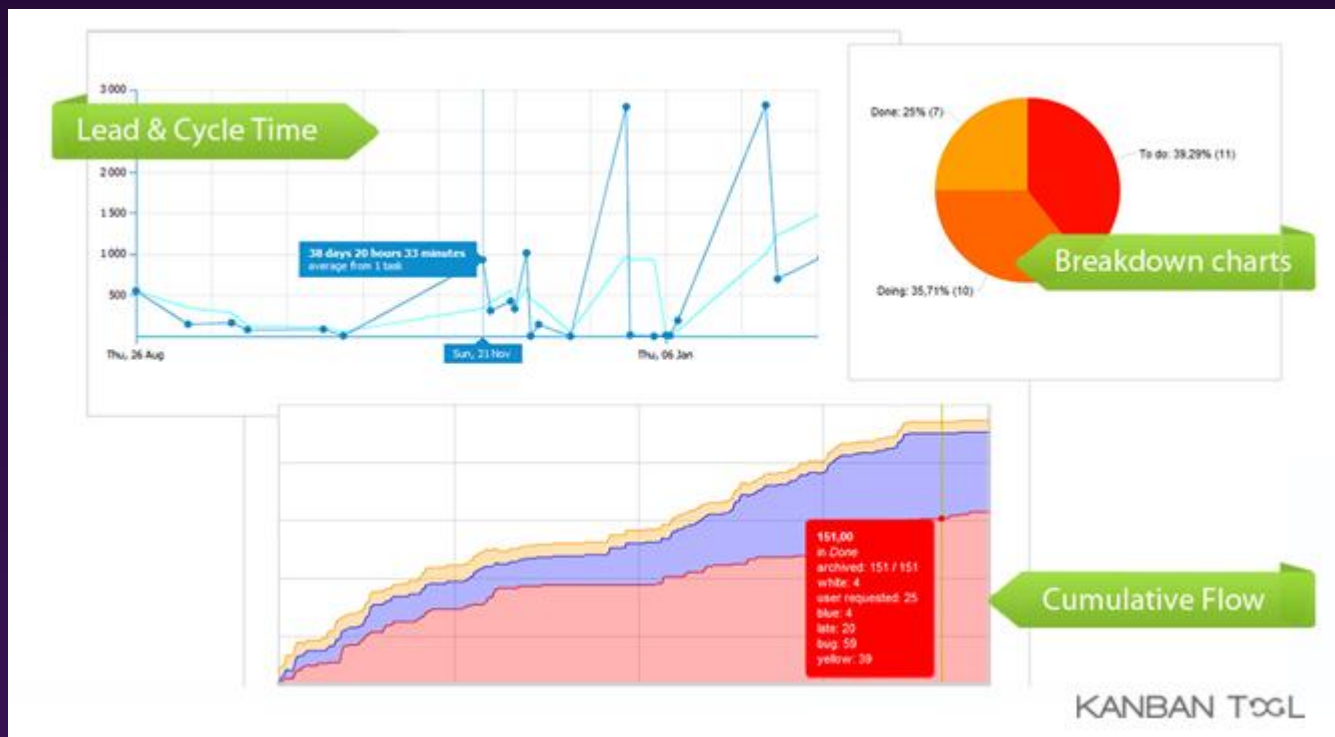 3 000
Lead & Cycle Time
2 000
1 500
1 000
500
38 days 20 hours 33 minutes
average from 1 task
Thu, 26 Aug
Sun, 21 Nov
Thu, 06 Jan
Done: 25% (7)
To do: 39,29% (11)
Breakdown charts
Doing: 35,71% (10)
151,00
in Done
archived: 151 / 151
white: 4
user requested: 25
blue: 4
late: 20
bug: 59
yellow: 39
Cumulative Flow
KANBAN TOOL